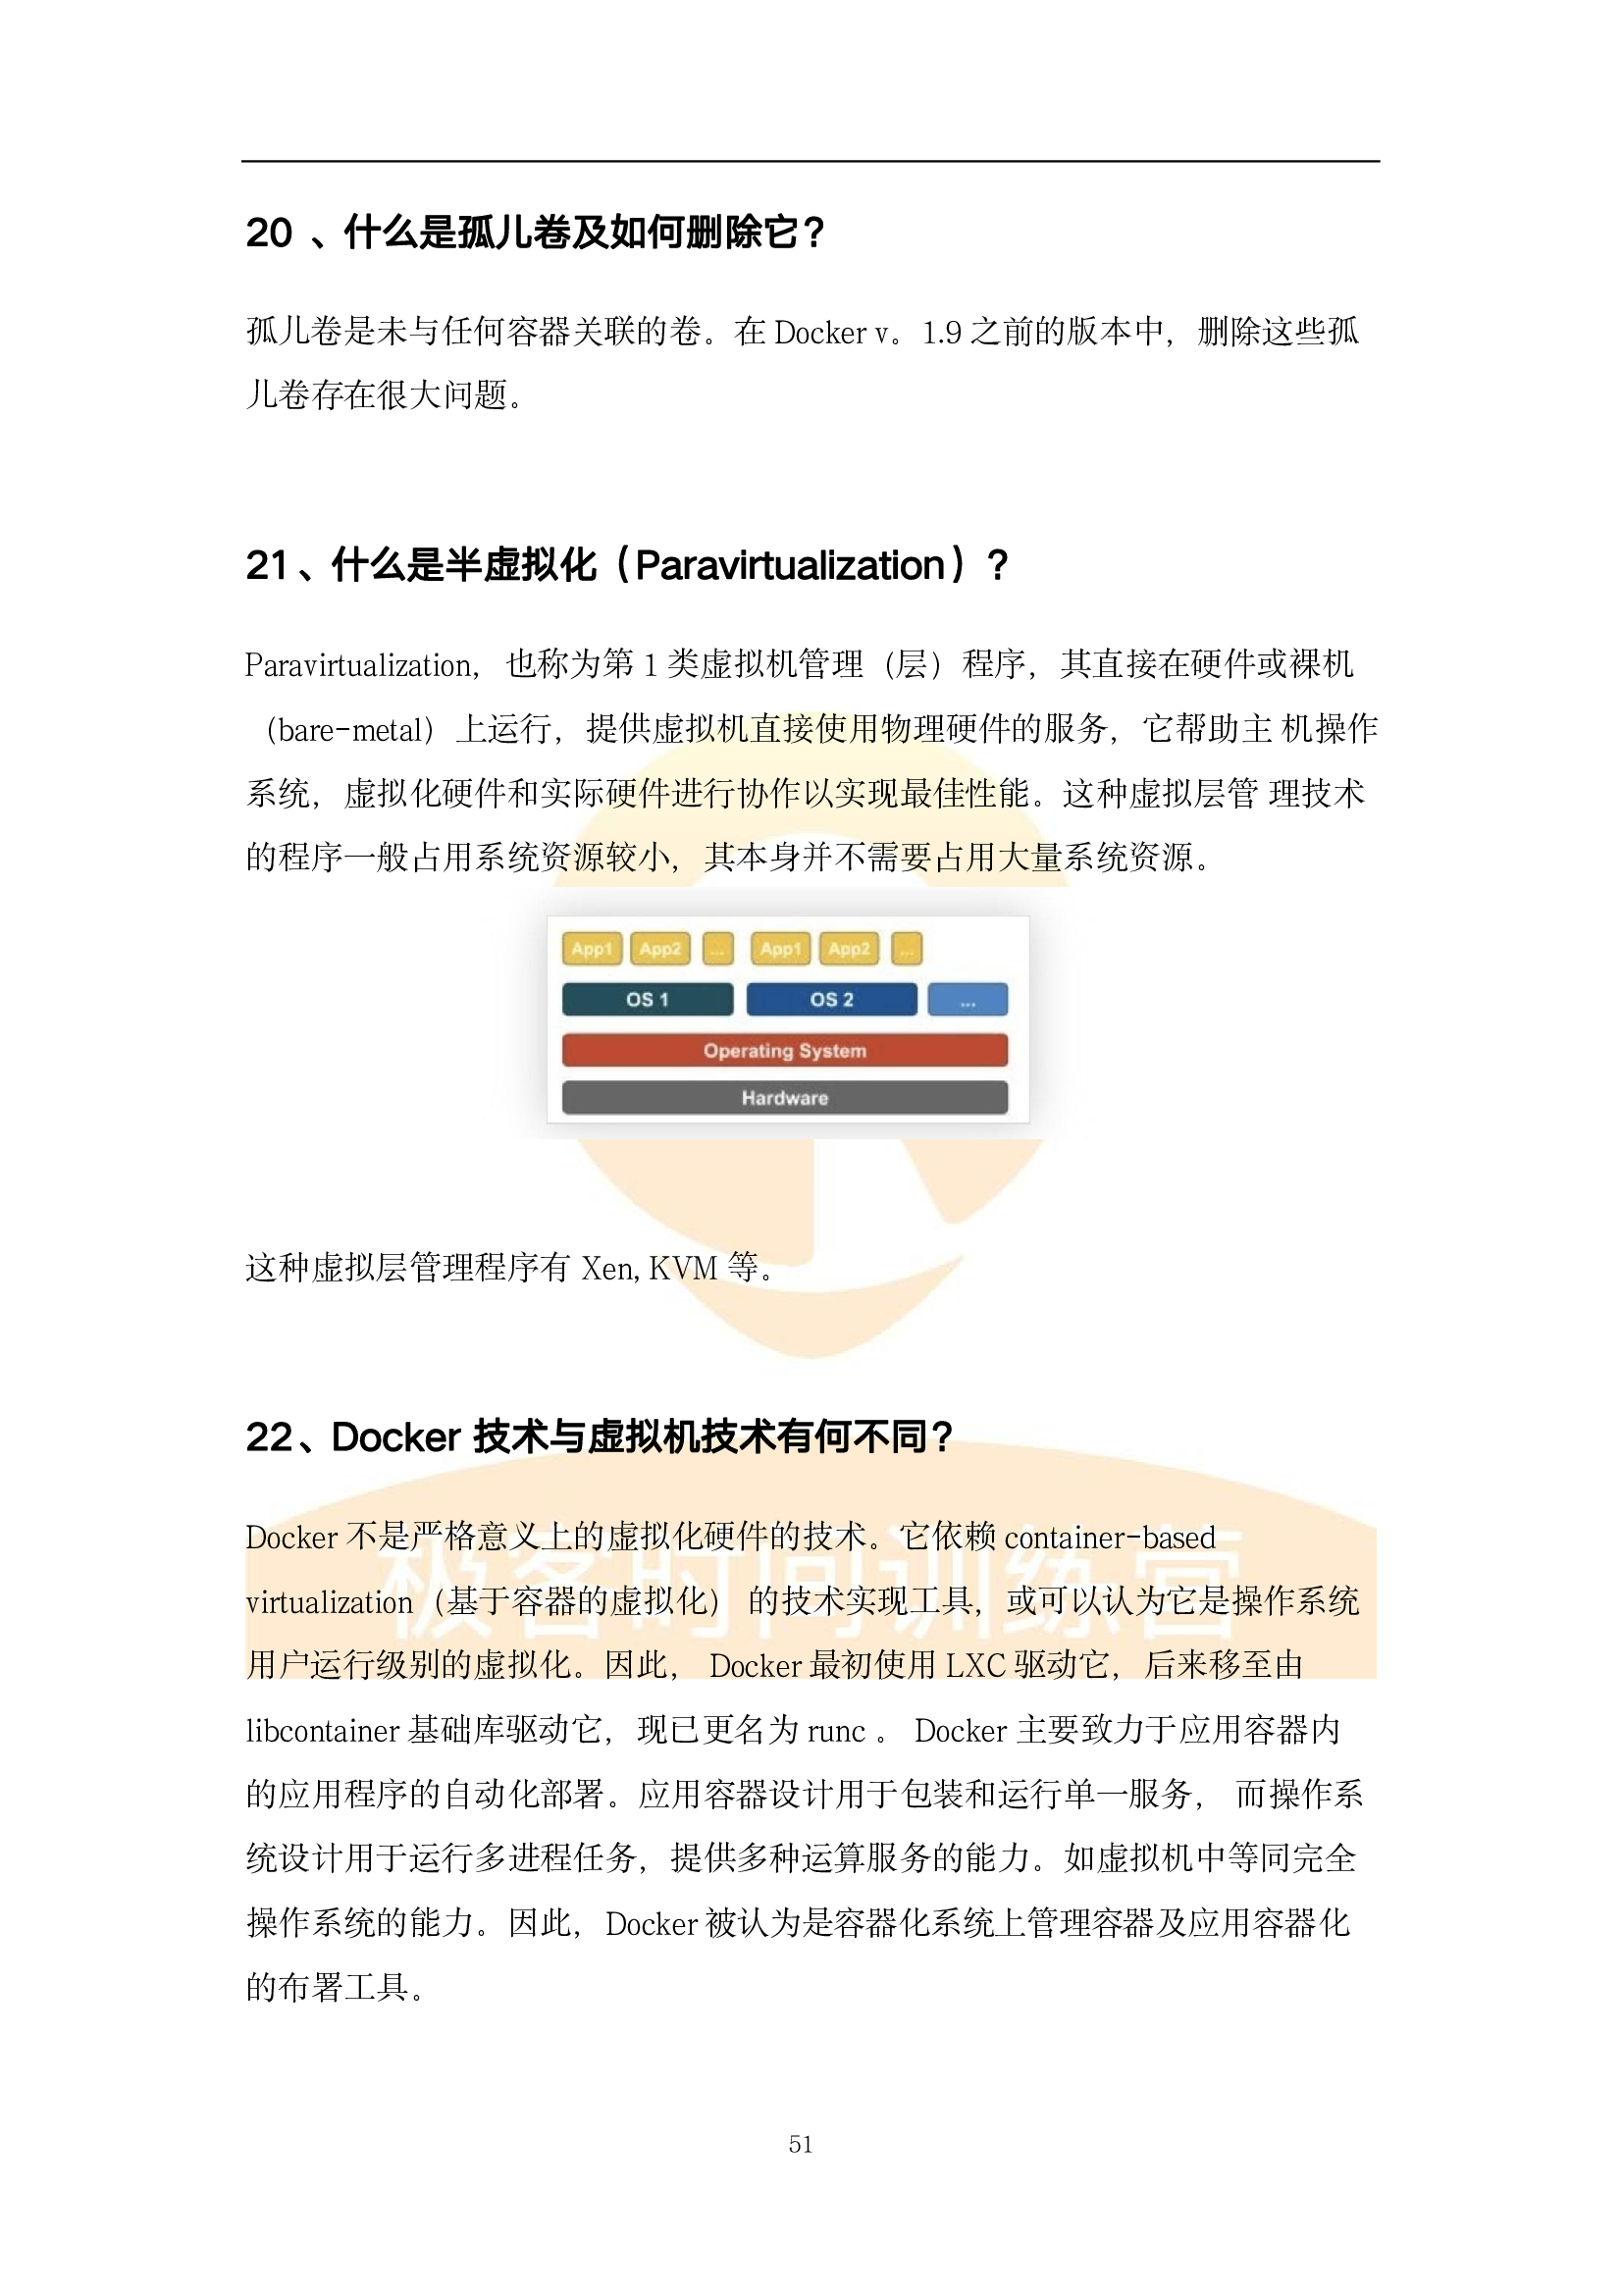 20 、什么是孤儿卷及如何删除它？
孤儿卷是未与任何容器关联的卷。在 Docker v。1.9 之前的版本中，删除这些孤
儿卷存在很大问题。
21、什么是半虚拟化（Paravirtualization）？
Paravirtualization，也称为第 1 类虚拟机管理（层）程序，其直接在硬件或裸机
（bare-metal）上运行，提供虚拟机直接使用物理硬件的服务，它帮助主 机操作
系统，虚拟化硬件和实际硬件进行协作以实现最佳性能。这种虚拟层管 理技术
的程序一般占用系统资源较小，其本身并不需要占用大量系统资源。
App1 App2 ... App1 App2 ...
OS 1 OS 2 ...
Operating System
Hardware
这种虚拟层管理程序有 Xen, KVM 等。
22、Docker 技术与虚拟机技术有何不同？
Docker 不是严格意义上的虚拟化硬件的技术。它依赖 container-based
极客时间训练营
virtualization（基于容器的虚拟化） 的技术实现工具，或可以认为它是操作系统
用户运行级别的虚拟化。因此， Docker 最初使用 LXC 驱动它，后来移至由
libcontainer 基础库驱动它，现已更名为 runc 。 Docker 主要致力于应用容器内
的应用程序的自动化部署。应用容器设计用于包装和运行单一服务， 而操作系
统设计用于运行多进程任务，提供多种运算服务的能力。如虚拟机中等同完全
操作系统的能力。因此，Docker 被认为是容器化系统上管理容器及应用容器化
的布署工具。
51